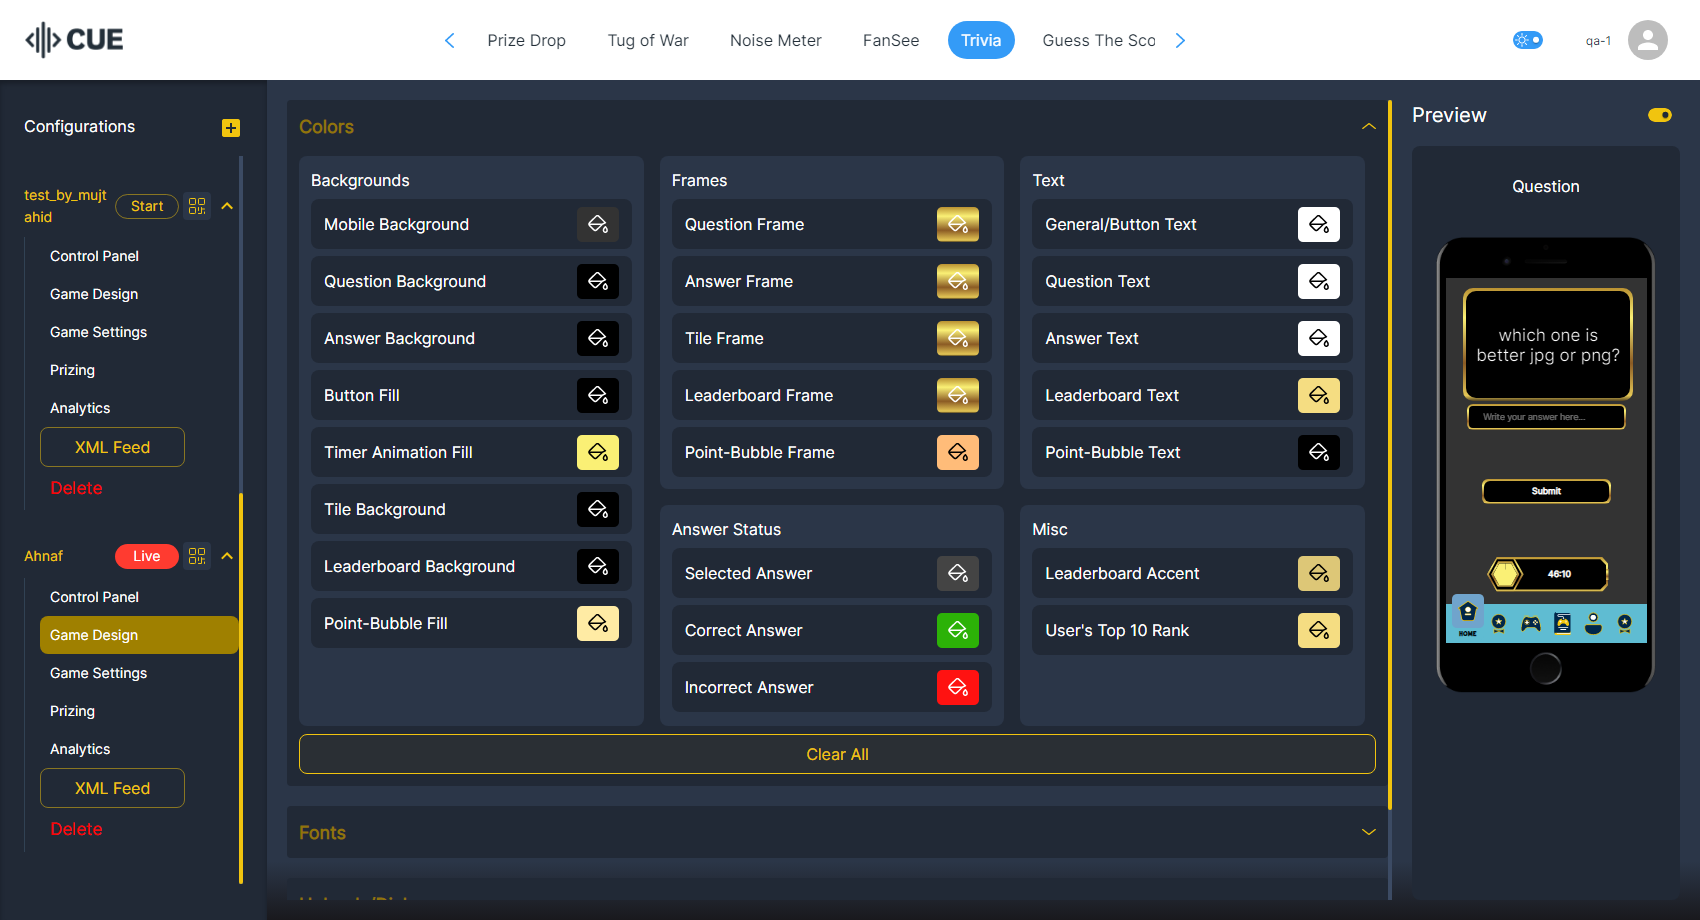 CUE
Prize Drop
Tug of War
Noise Meter
FanSee
Trivia
Guess The Sco
qa-1
Configurations
test_by_mujt
ahid
Start
Control Panel
Game Design
Game Settings
Prizing
Analytics
XML Feed
Delete
Ahnaf
Live
Control Panel
Game Design
Game Settings
Prizing
Analytics
XML Feed
Delete
Colors
Backgrounds
Mobile Background
Question Background
Answer Background
Button Fill
Timer Animation Fill
Tile Background
Leaderboard Background
Point-Bubble Fill
Frames
Question Frame
Answer Frame
Tile Frame
Leaderboard Frame
Point-Bubble Frame
Text
General/Button Text
Question Text
Answer Text
Leaderboard Text
Point-Bubble Text
Answer Status
Selected Answer
Correct Answer
Incorrect Answer
Misc
Leaderboard Accent
User's Top 10 Rank
Clear All
Fonts
Preview
Question
which one is
better jpg or png?
Write your answer here...
Submit
46:10
HOME